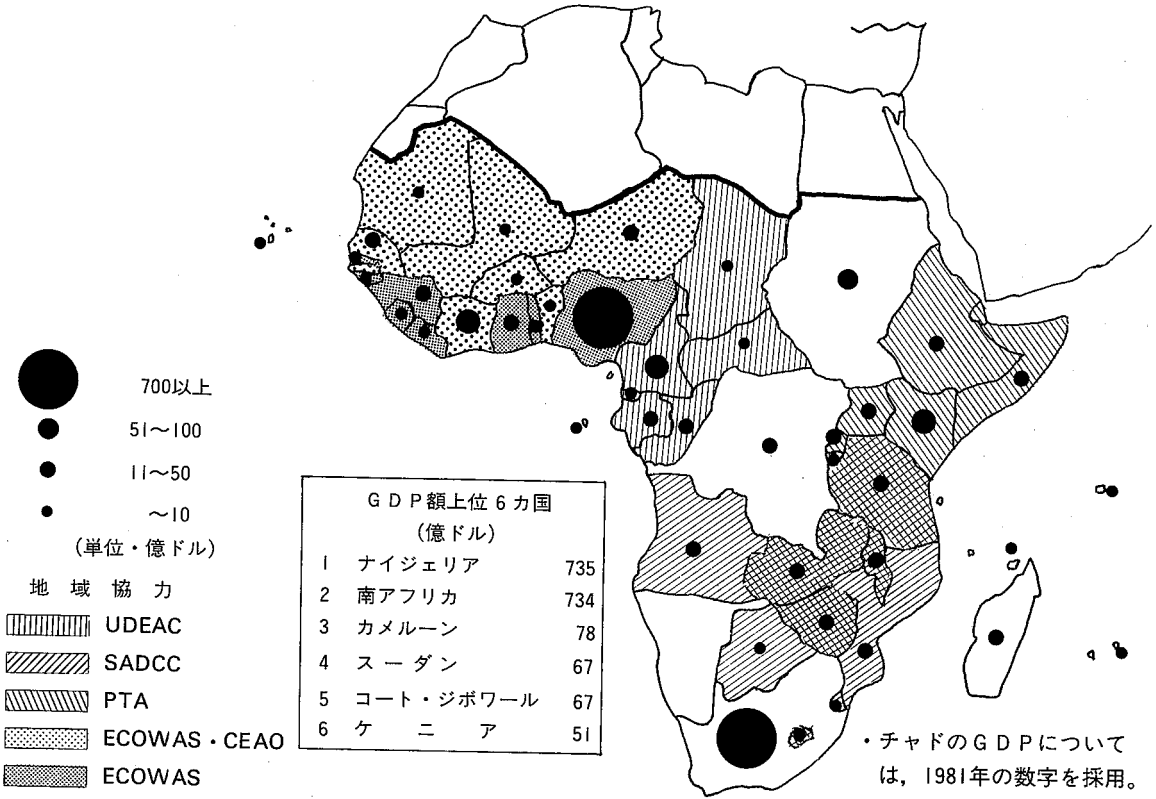 700以上
51〜100
11〜50
〜10
(単位・億ドル)
地域協力
UDEAC
SADCC
PTA
ECOWAS・CEAO
ECOWAS
GDP額上位6カ国
(億ドル)
1 ナイジェリア 735
2 南アフリカ 734
3 カメルーン 78
4 スーダン 67
5 コート・ジボワール 67
6 ケニア 51
・チャドのGDPについて
は,1981年の数字を採用。